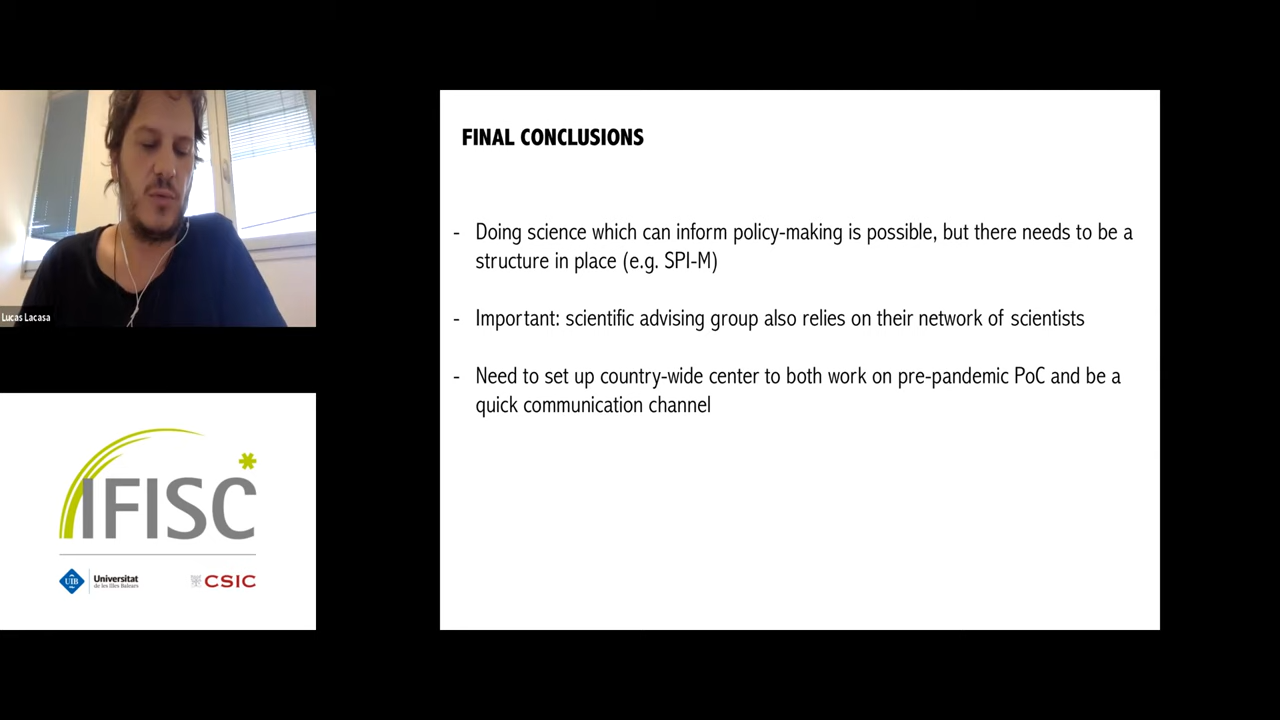 Lucas Lacasa
IFISC
UIB
Universitat
de les Illes Balears
CSIC
FINAL CONCLUSIONS
- Doing science which can inform policy-making is possible, but there needs to be a
structure in place (e.g. SPI-M)
- Important: scientific advising group also relies on their network of scientists
- Need to set up country-wide center to both work on pre-pandemic PoC and be a
quick communication channel